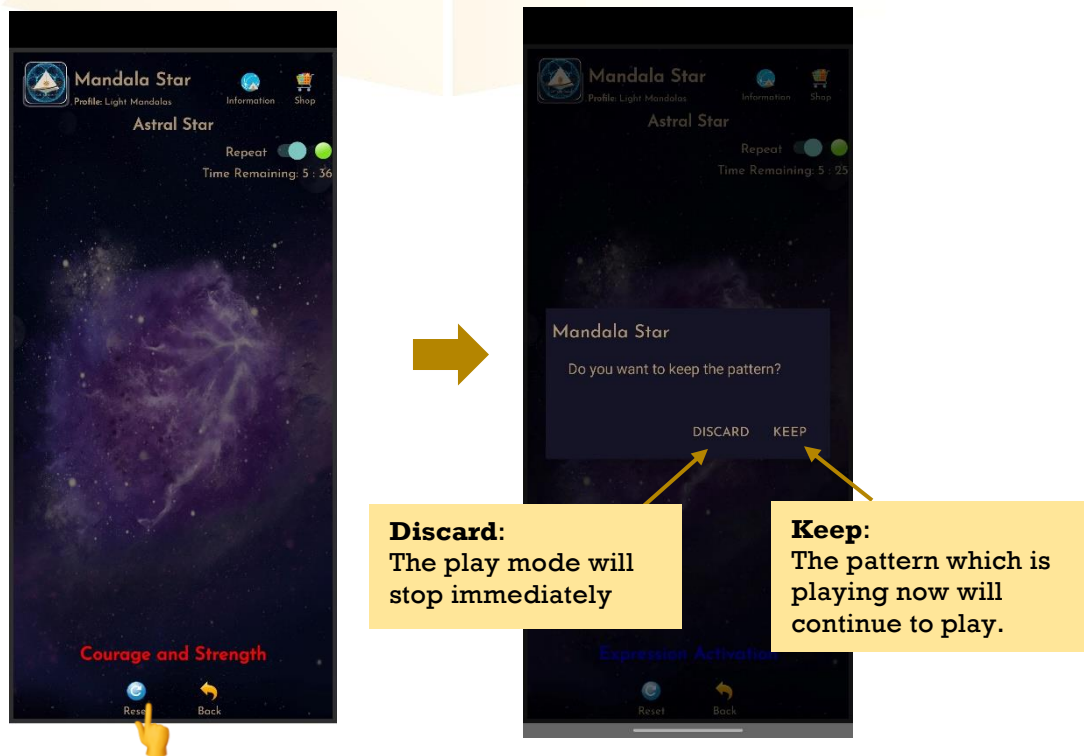 Mandala Star
Profile: Light Mandalas
Information
Shop
Astral Star
Repeat
Time Remaining: 5 : 36
Courage and Strength
Reset
Back
Mandala Star
Profile: Light Mandalas
Information
Shop
Astral Star
Repeat
Time Remaining: 5 : 25
Mandala Star
Do you want to keep the pattern?
DISCARD KEEP
Discard:
The play mode will
stop immediately
Keep:
The pattern which is
playing now will
continue to play.
Expression Activation
Reset
Back